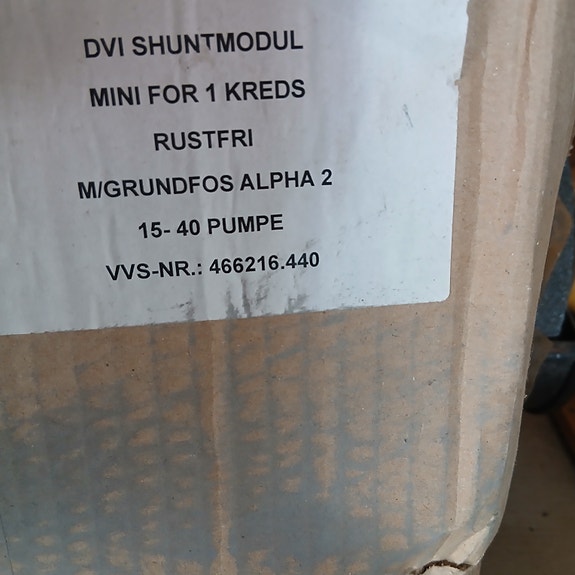 DVI SHUNTMODUL
MINI FOR 1 KREDS
RUSTFRI
M/GRUNDFOS ALPHA 2
15- 40 PUMPE
VVS-NR.: 466216.440